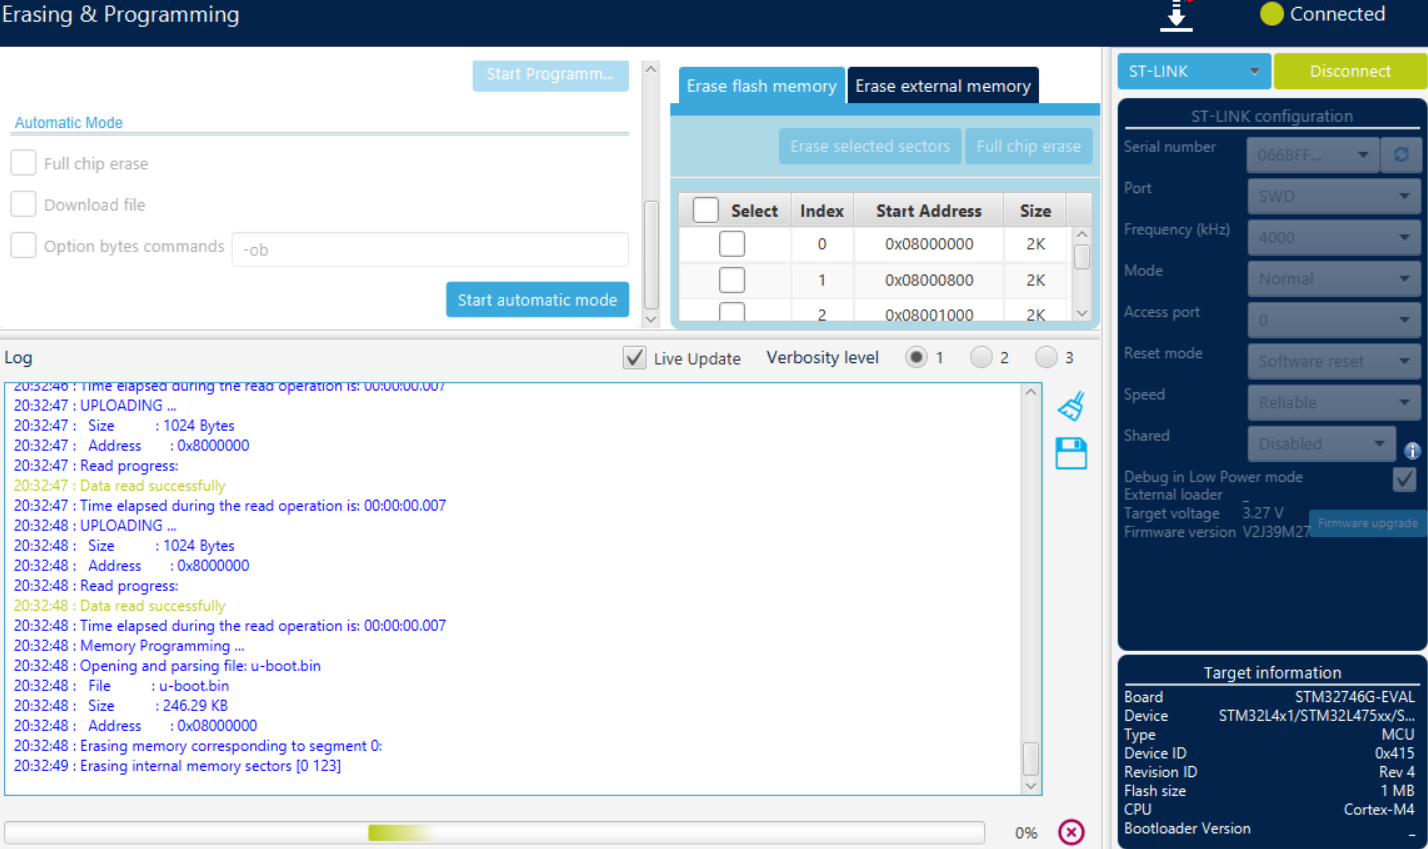 Erasing & Programming
Connected
Start Programm...
Automatic Mode
Full chip erase
Download file
Option bytes commands -ob
Start automatic mode
Erase flash memory Erase external memory
Erase selected sectors Full chip erase
Select Index Start Address Size
0 0x08000000 2K
1 0x08000800 2K
2 0x08001000 2K
Log Live Update Verbosity level 1 2 3
20:32:46 : Time elapsed during the read operation is: 00:00:00.007
20:32:47 : UPLOADING ...
20:32:47 : Size : 1024 Bytes
20:32:47 : Address : 0x8000000
20:32:47 : Read progress:
20:32:47 : Data read successfully
20:32:47 : Time elapsed during the read operation is: 00:00:00.007
20:32:48 : UPLOADING ...
20:32:48 : Size : 1024 Bytes
20:32:48 : Address : 0x8000000
20:32:48 : Read progress:
20:32:48 : Data read successfully
20:32:48 : Time elapsed during the read operation is: 00:00:00.007
20:32:48 : Memory Programming ...
20:32:48 : Opening and parsing file: u-boot.bin
20:32:48 : File : u-boot.bin
20:32:48 : Size : 246.29 KB
20:32:48 : Address : 0x08000000
20:32:48 : Erasing memory corresponding to segment 0:
20:32:49 : Erasing internal memory sectors [0 123]
0%
ST-LINK Disconnect
ST-LINK configuration
Serial number 066BFF...
Port SWD
Frequency (kHz) 4000
Mode Normal
Access port 0
Reset mode Software reset
Speed Reliable
Shared Disabled
Debug in Low Power mode
External loader _
Target voltage 3.27 V
Firmware version V2J39M27 Firmware upgrade
Target information
Board STM32746G-EVAL
Device STM32L4x1/STM32L475xx/S...
Type MCU
Device ID 0x415
Revision ID Rev 4
Flash size 1 MB
CPU Cortex-M4
Bootloader Version _